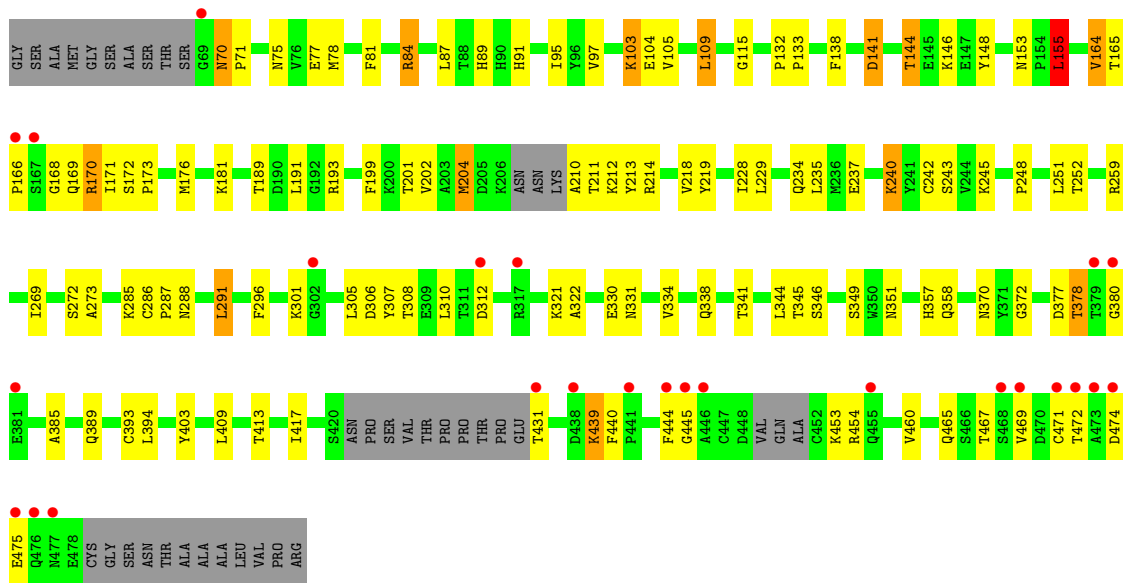 GLY SER ALA MET GLY SER ALA SER THR SER G69 N70 P71 N75 V76 E77 M78 F81 R84 L87 T88 H89 H90 H91 I95 Y96 V97 K103 E104 V105 L109 G115 P132 P133 F138 D141 T144 E145 K146 E147 Y148 N153 P154 L155 V164 T165
P166 S167 G168 Q169 R170 I171 S172 P173 M176 K181 T189 D190 L191 G192 R193 F199 K200 T201 V202 A203 M204 D205 K206 ASN ASN LYS A210 T211 K212 Y213 R214 V218 Y219 I228 L229 Q234 L235 M236 E237 K240 Y241 C242 S243 V244 K245 P248 L251 T252 R259
I269 S272 A273 K285 C286 P287 N288 L291 F296 K301 G302 L305 D306 Y307 T308 E309 L310 T311 D312 R317 K321 A322 E330 N331 V334 Q338 T341 L344 T345 S346 S349 W350 N351 H357 Q358 N370 Y371 G372 D377 T378 T379 G380
E381 A385 Q389 C393 L394 Y403 L409 T413 I417 S420 ASN PRO SER VAL THR PRO PRO THR PRO GLU T431 D438 K439 F440 P441 F444 G445 A446 C447 D448 VAL GLN ALA C452 K453 R454 Q455 V460 Q465 S466 T467 S468 V469 D470 C471 T472 A473 D474
E475 Q476 N477 E478 CYS GLY SER ASN THR ALA ALA ALA LEU VAL PRO ARG